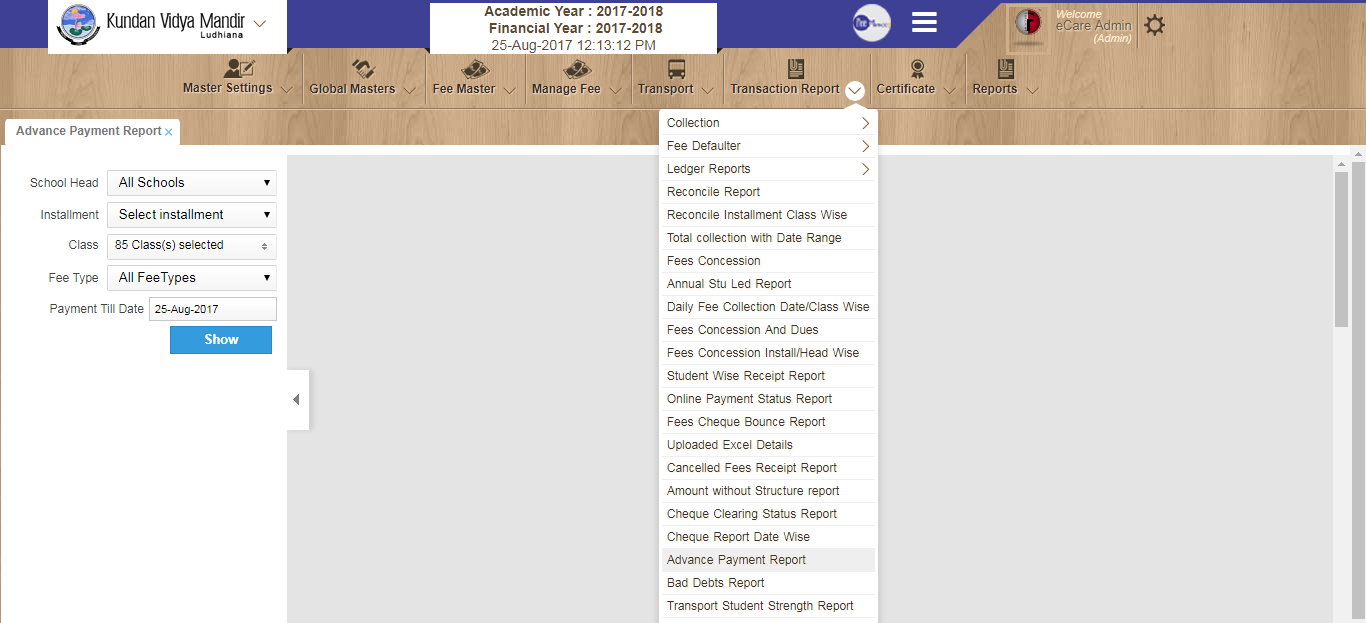 Kundan Vidya Mandir
Ludhiana
Academic Year : 2017-2018
Financial Year : 2017-2018
25-Aug-2017 12:13:12 PM
Welcome
eCare Admin
(Admin)
Master Settings
Global Masters
Fee Master
Manage Fee
Transport
Transaction Report
Certificate
Reports
Advance Payment Report ×
School Head All Schools
Installment Select installment
Class 85 Class(s) selected
Fee Type All FeeTypes
Payment Till Date 25-Aug-2017
Show
Collection
Fee Defaulter
Ledger Reports
Reconcile Report
Reconcile Installment Class Wise
Total collection with Date Range
Fees Concession
Annual Stu Led Report
Daily Fee Collection Date/Class Wise
Fees Concession And Dues
Fees Concession Install/Head Wise
Student Wise Receipt Report
Online Payment Status Report
Fees Cheque Bounce Report
Uploaded Excel Details
Cancelled Fees Receipt Report
Amount without Structure report
Cheque Clearing Status Report
Cheque Report Date Wise
Advance Payment Report
Bad Debts Report
Transport Student Strength Report